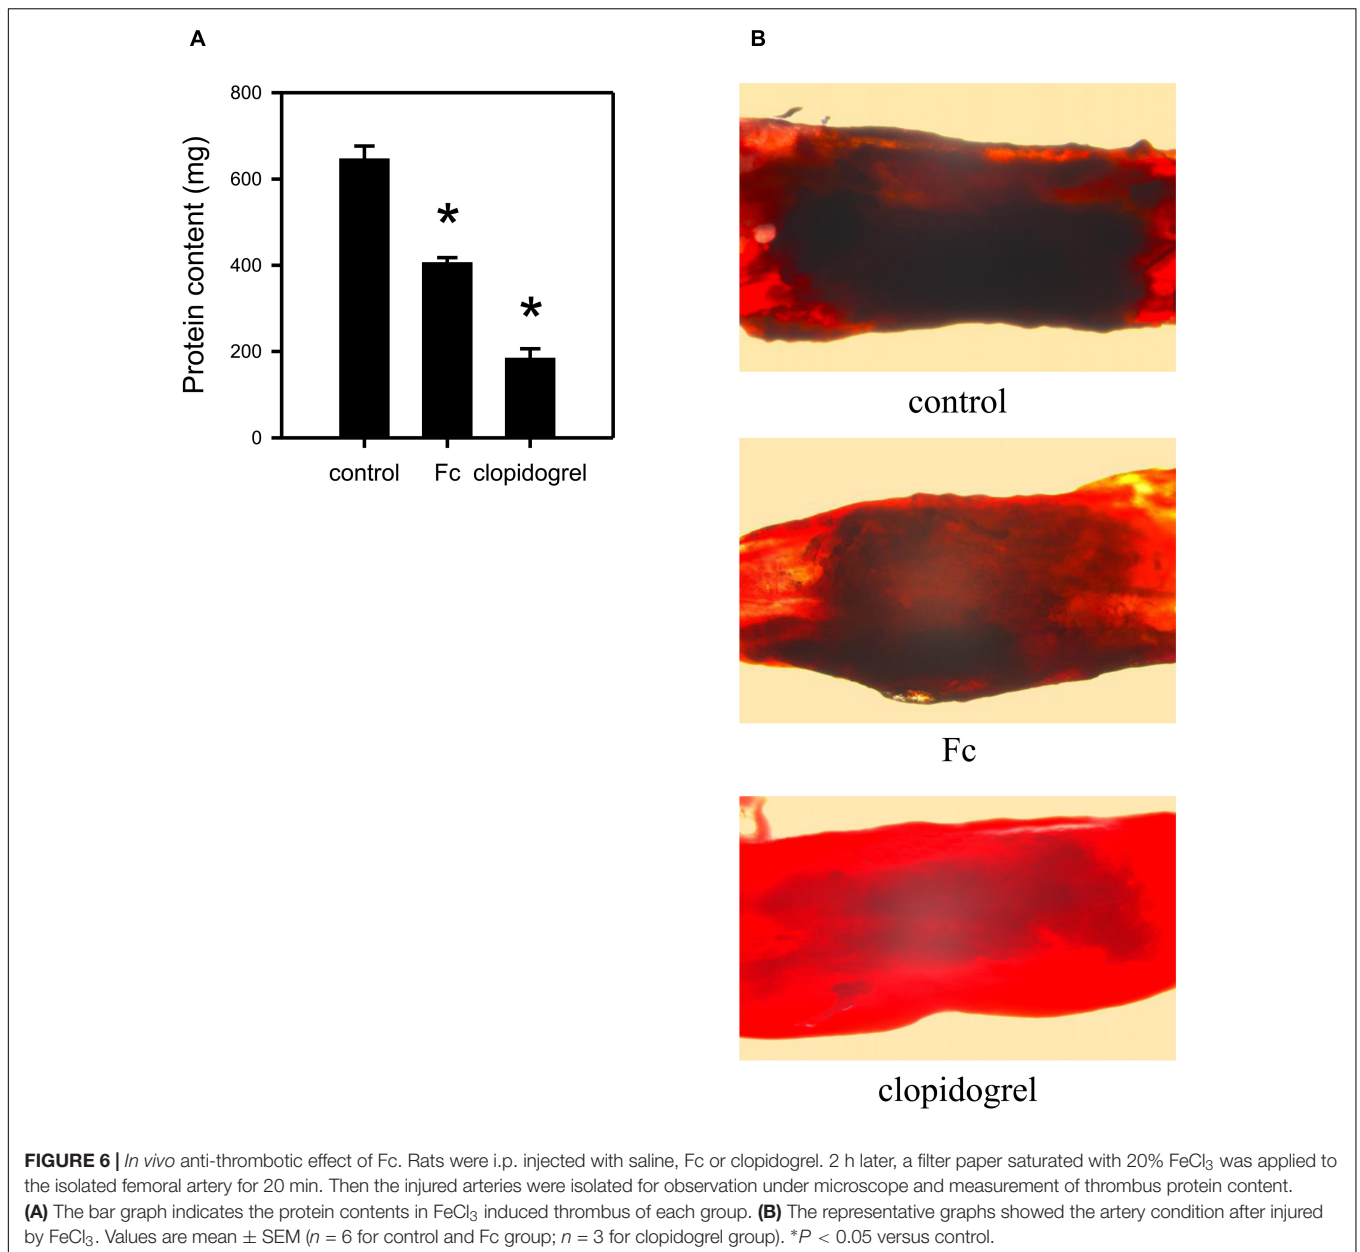 A
B
800
600
400
200
0
Protein content (mg)
*
*
control Fc clopidogrel
control
Fc
clopidogrel
FIGURE 6 | In vivo anti-thrombotic effect of Fc. Rats were i.p. injected with saline, Fc or clopidogrel. 2 h later, a filter paper saturated with 20% FeCl3 was applied to
the isolated femoral artery for 20 min. Then the injured arteries were isolated for observation under microscope and measurement of thrombus protein content.
(A) The bar graph indicates the protein contents in FeCl3 induced thrombus of each group. (B) The representative graphs showed the artery condition after injured
by FeCl3. Values are mean ± SEM (n = 6 for control and Fc group; n = 3 for clopidogrel group). *P < 0.05 versus control.